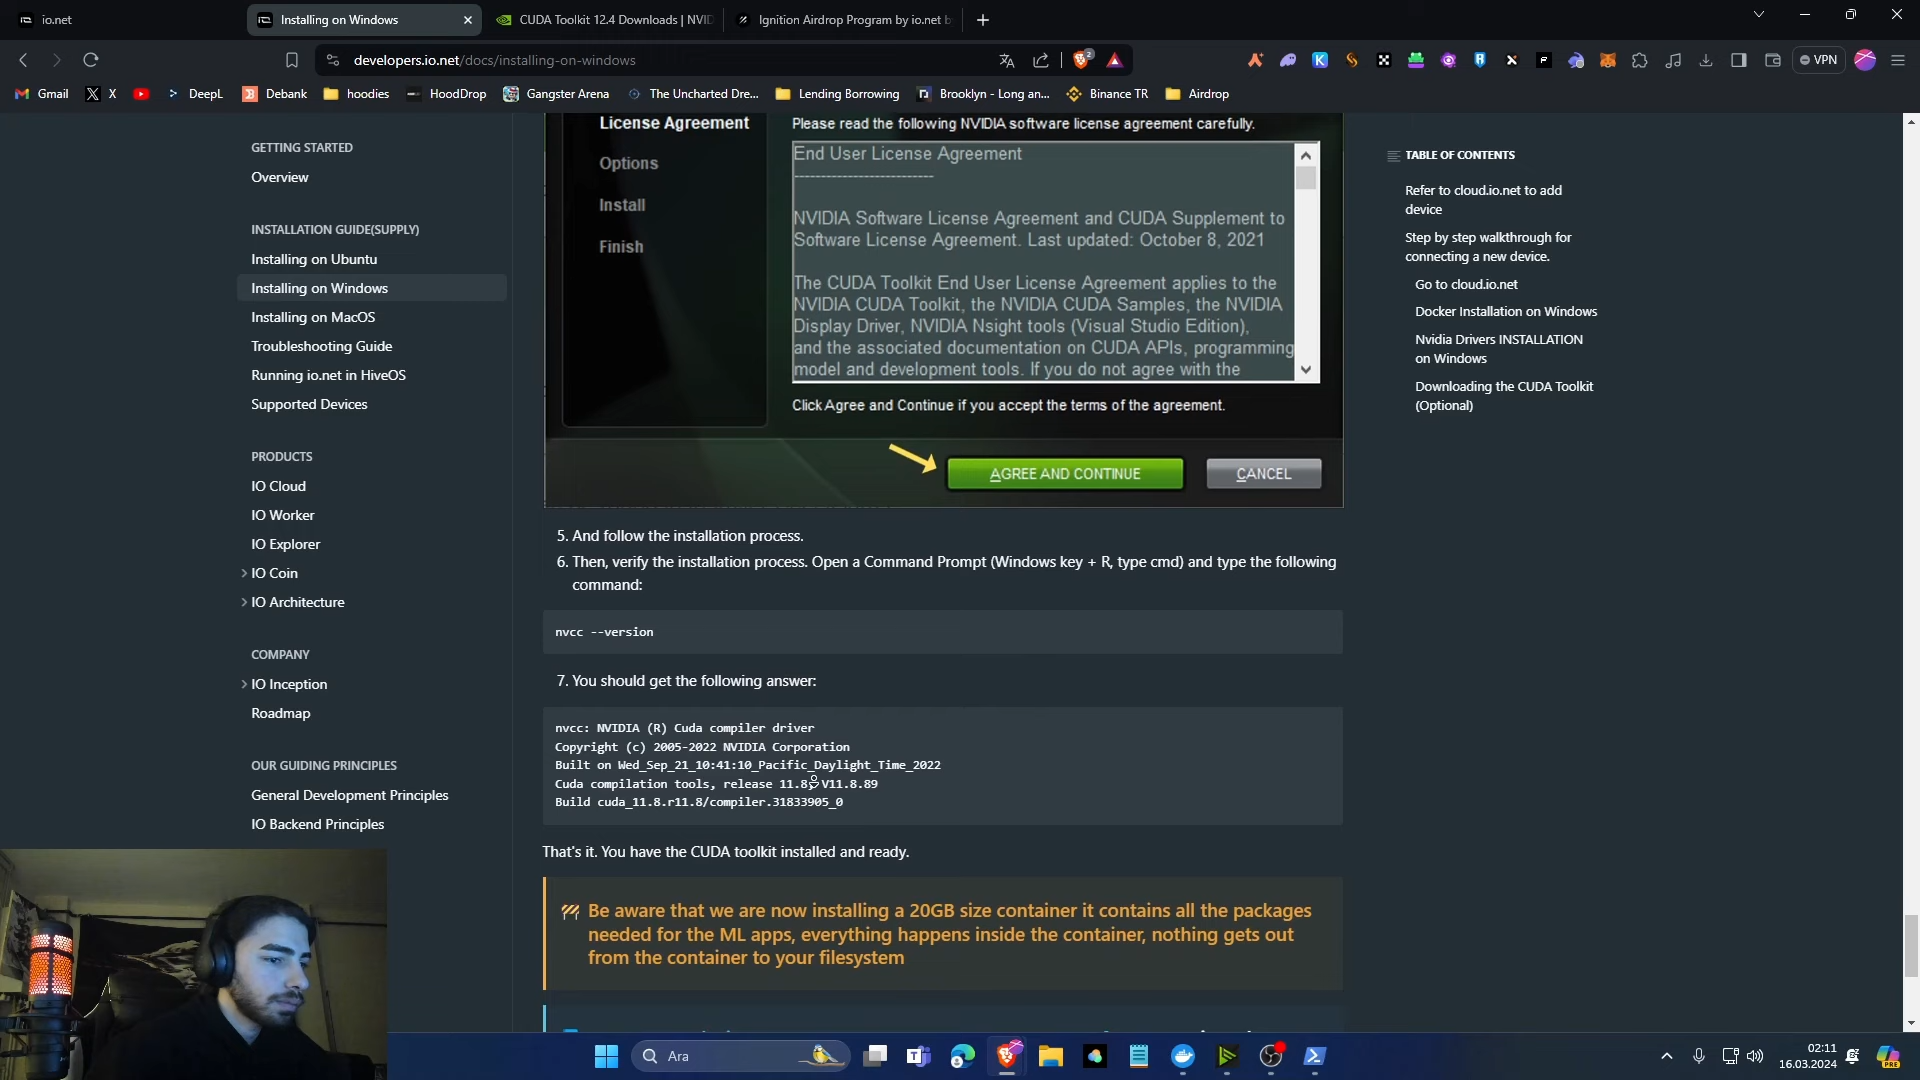 io.net
Installing on Windows
CUDA Toolkit 12.4 Downloads | NVID
Ignition Airdrop Program by io.net b
developers.io.net/docs/installing-on-windows
2
VPN
Gmail
X
DeepL
Debank
hoodies
HoodDrop
Gangster Arena
The Uncharted Dre...
Lending Borrowing
Brooklyn - Long an...
Binance TR
Airdrop
GETTING STARTED
Overview
INSTALLATION GUIDE(SUPPLY)
Installing on Ubuntu
Installing on Windows
Installing on MacOS
Troubleshooting Guide
Running io.net in HiveOS
Supported Devices
PRODUCTS
IO Cloud
IO Worker
IO Explorer
IO Coin
IO Architecture
COMPANY
IO Inception
Roadmap
OUR GUIDING PRINCIPLES
General Development Principles
IO Backend Principles
License Agreement
Options
Install
Finish
Please read the following NVIDIA software license agreement carefully.
End User License Agreement
--------------------------
NVIDIA Software License Agreement and CUDA Supplement to
Software License Agreement. Last updated: October 8, 2021
The CUDA Toolkit End User License Agreement applies to the
NVIDIA CUDA Toolkit, the NVIDIA CUDA Samples, the NVIDIA
Display Driver, NVIDIA Nsight tools (Visual Studio Edition),
and the associated documentation on CUDA APIs, programming
model and development tools. If you do not agree with the
Click Agree and Continue if you accept the terms of the agreement.
AGREE AND CONTINUE
CANCEL
5. And follow the installation process.
6. Then, verify the installation process. Open a Command Prompt (Windows key + R, type cmd) and type the following
command:
nvcc --version
7. You should get the following answer:
nvcc: NVIDIA (R) Cuda compiler driver
Copyright (c) 2005-2022 NVIDIA Corporation
Built on Wed_Sep_21_10:41:10_Pacific_Daylight_Time_2022
Cuda compilation tools, release 11.8, V11.8.89
Build cuda_11.8.r11.8/compiler.31833905_0
That's it. You have the CUDA toolkit installed and ready.
Be aware that we are now installing a 20GB size container it contains all the packages
needed for the ML apps, everything happens inside the container, nothing gets out
from the container to your filesystem
TABLE OF CONTENTS
Refer to cloud.io.net to add
device
Step by step walkthrough for
connecting a new device.
Go to cloud.io.net
Docker Installation on Windows
Nvidia Drivers INSTALLATION
on Windows
Downloading the CUDA Toolkit
(Optional)
Ara
02:11
16.03.2024
PRE